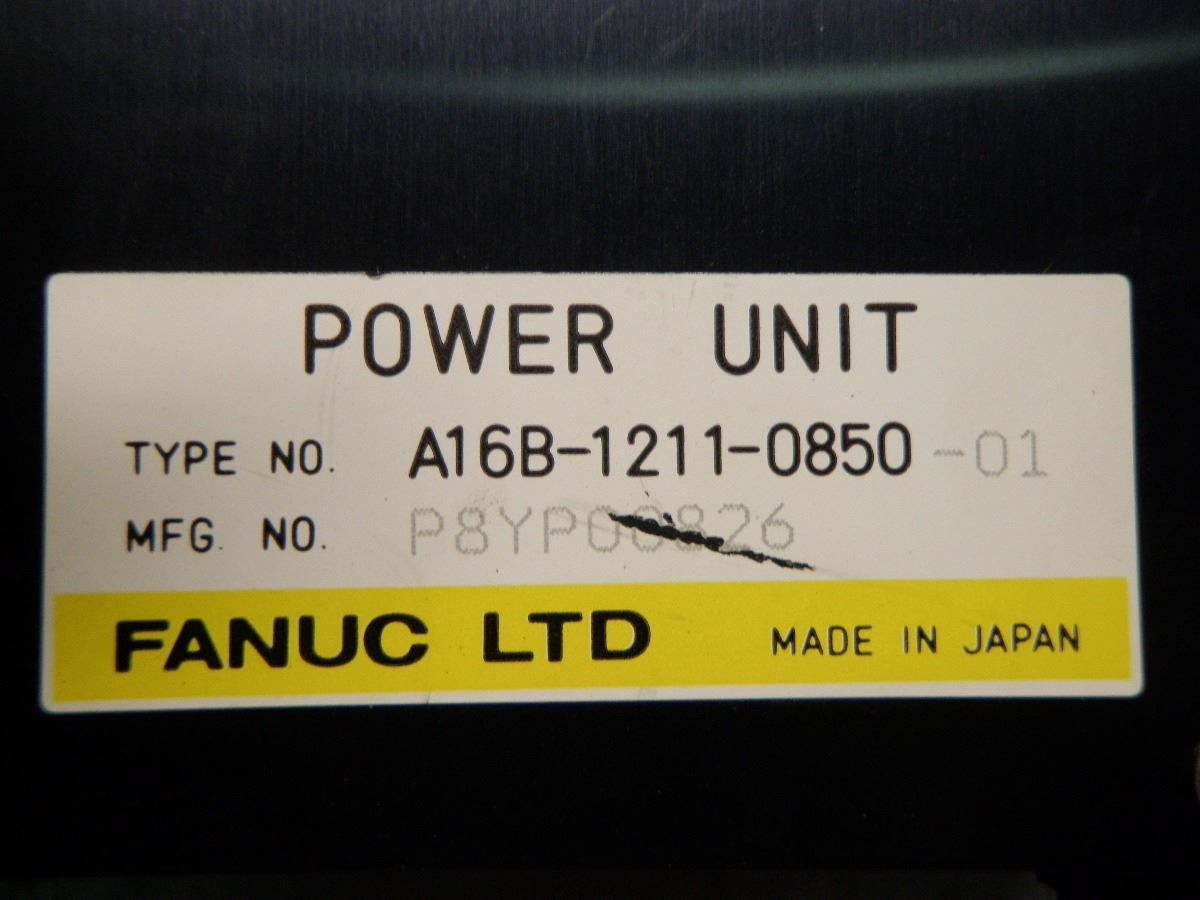 POWER UNIT
TYPE NO. A16B-1211-0850-01
MFG. NO.
FANUC LTD MADE IN JAPAN